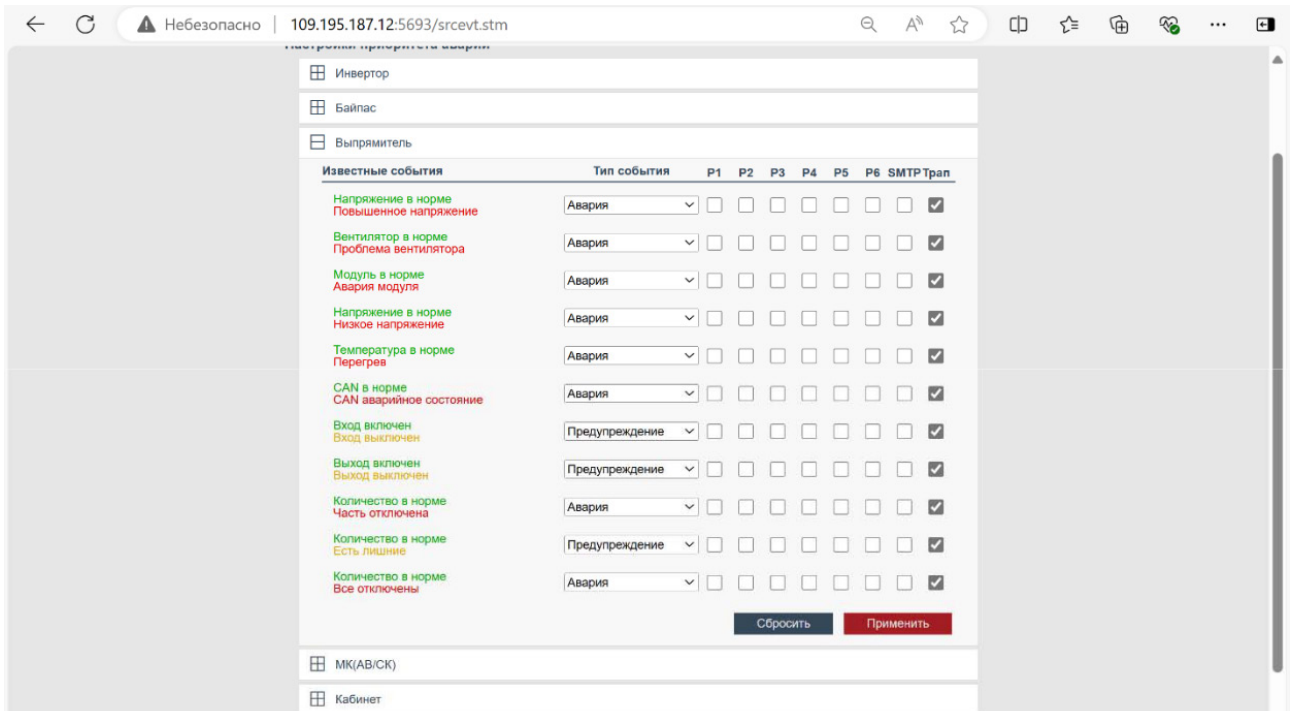 Небезопасно 109.195.187.12:5693/srcevt.stm
Настройки приоритета аварий
Инвертор
Байпас
Выпрямитель
Известные события Тип события P1 P2 P3 P4 P5 P6 SMTP Трап
Напряжение в норме
Повышенное напряжение
Авария
Вентилятор в норме
Проблема вентилятора
Авария
Модуль в норме
Авария модуля
Авария
Напряжение в норме
Низкое напряжение
Авария
Температура в норме
Перегрев
Авария
CAN в норме
CAN аварийное состояние
Авария
Вход включен
Вход выключен
Предупреждение
Выход включен
Выход выключен
Предупреждение
Количество в норме
Часть отключена
Авария
Количество в норме
Есть лишние
Предупреждение
Количество в норме
Все отключены
Авария
Сбросить Применить
МК(АВ/СК)
Кабинет